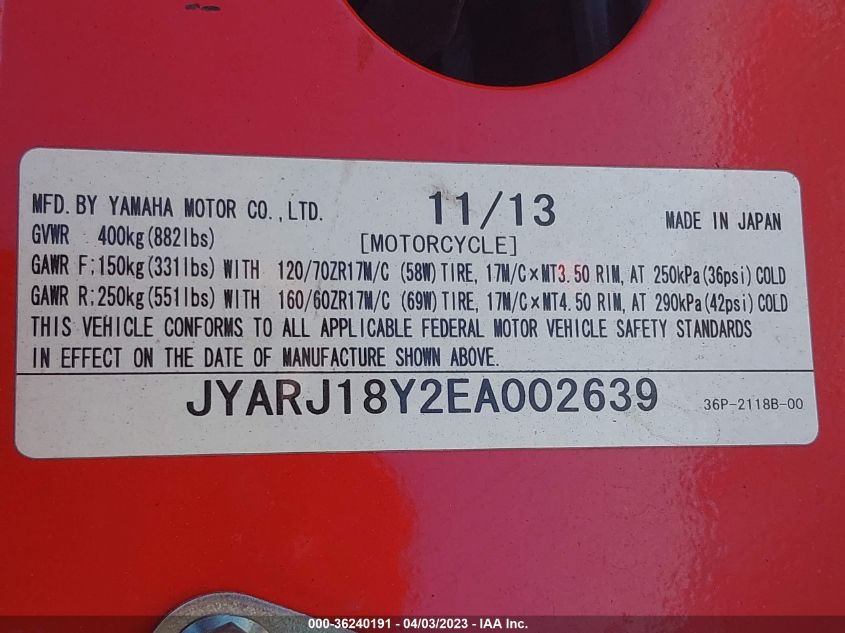 MFD. BY YAMAHA MOTOR CO., LTD. 11/13 MADE IN JAPAN
GVWR 400kg(882lbs) [MOTORCYCLE]
GAWR F:150kg(331lbs) WITH 120/70ZR17M/C (58W) TIRE, 17M/C×MT3.50 RIM, AT 250kPa(36psi) COLD
GAWR R:250kg(551lbs) WITH 160/60ZR17M/C (69W) TIRE, 17M/C×MT4.50 RIM, AT 290kPa(42psi) COLD
THIS VEHICLE CONFORMS TO ALL APPLICABLE FEDERAL MOTOR VEHICLE SAFETY STANDARDS
IN EFFECT ON THE DATE OF MANUFACTURE SHOWN ABOVE.
JYARJ18Y2EA002639 36P-2118B-00
000-36240191 - 04/03/2023 - IAA Inc.